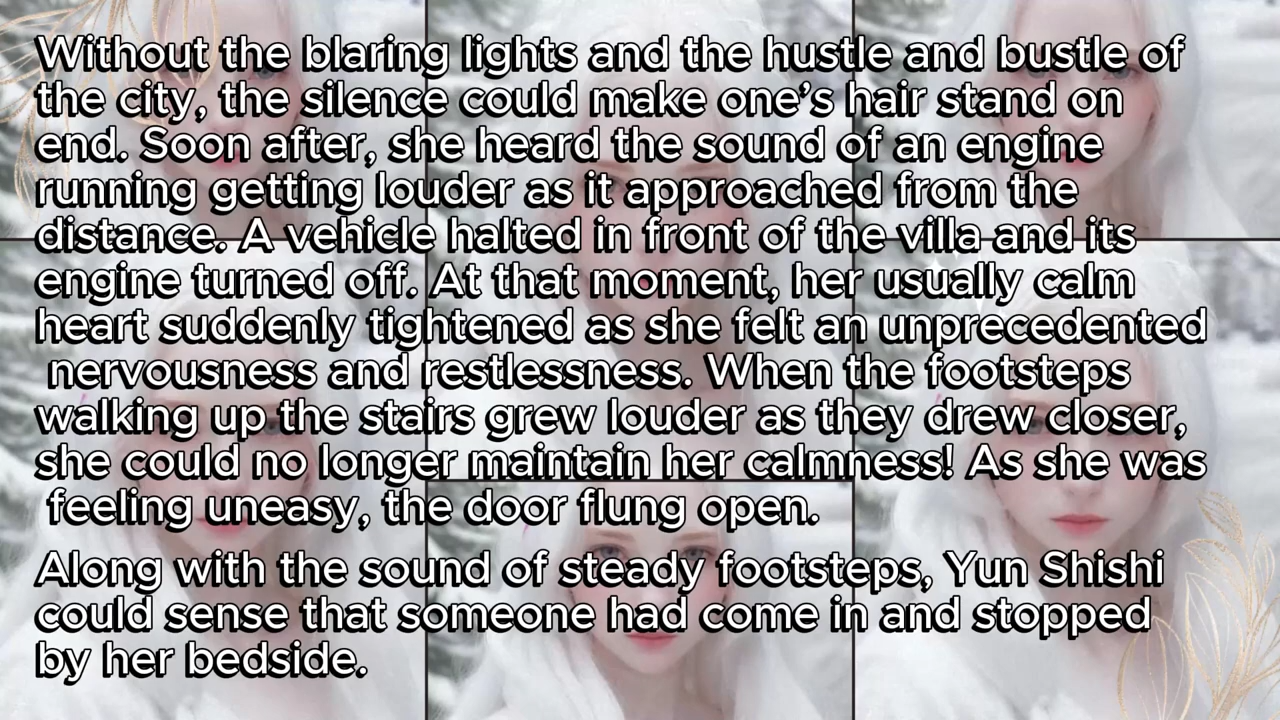 Without the blaring lights and the hustle and bustle of
the city, the silence could make one’s hair stand on
end. Soon after, she heard the sound of an engine
running getting louder as it approached from the
distance. A vehicle halted in front of the villa and its
engine turned off. At that moment, her usually calm
heart suddenly tightened as she felt an unprecedented
nervousness and restlessness. When the footsteps
walking up the stairs grew louder as they drew closer,
she could no longer maintain her calmness! As she was
feeling uneasy, the door flung open.
Along with the sound of steady footsteps, Yun Shishi
could sense that someone had come in and stopped
by her bedside.